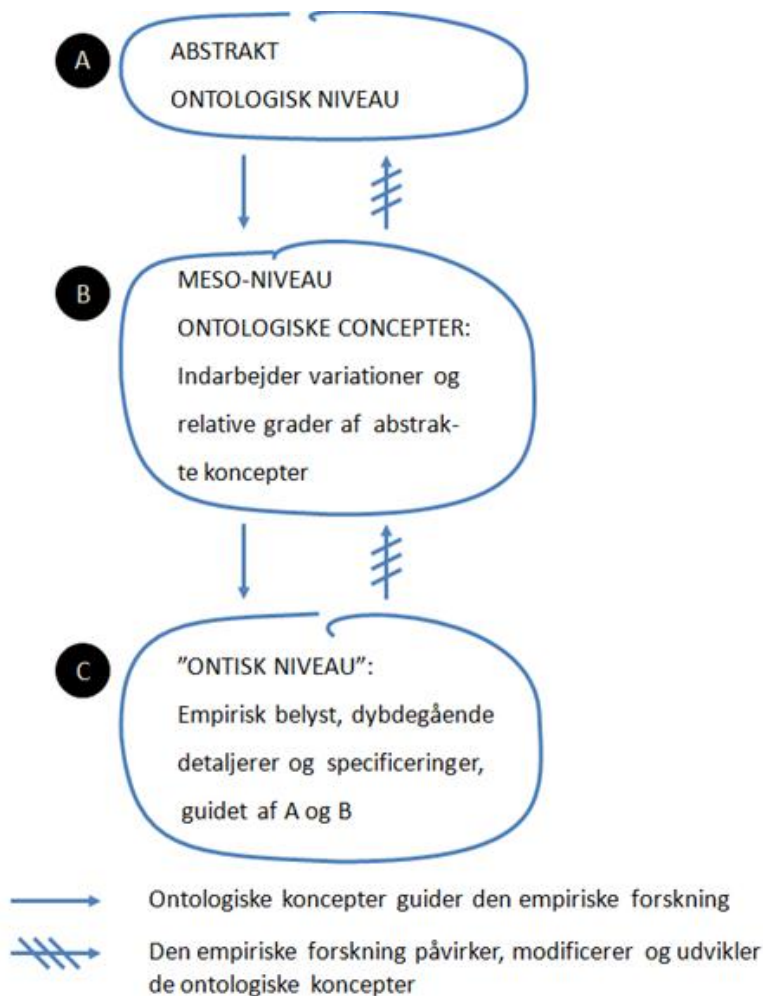 A
ABSTRAKT
ONTOLOGISK NIVEAU
B
MESO-NIVEAU
ONTOLOGISKE CONCEPTER:
Indarbejder variationer og
relative grader af abstrak-
te koncepter
C
”ONTISK NIVEAU”:
Empirisk belyst, dybdegående
detaljerer og specificeringer,
guidet af A og B
Ontologiske koncepter guider den empiriske forskning
Den empiriske forskning påvirker, modificerer og udvikler
de ontologiske koncepter